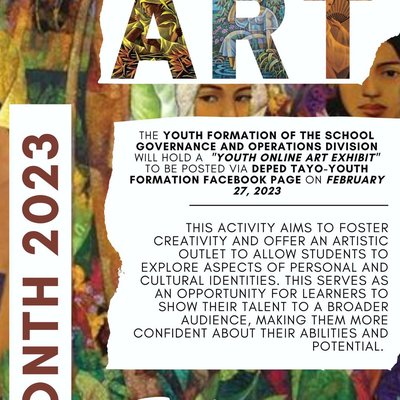 ART
THE YOUTH FORMATION OF THE SCHOOL
GOVERNANCE AND OPERATIONS DIVISION
WILL HOLD A "YOUTH ONLINE ART EXHIBIT"
TO BE POSTED VIA DEPED TAYO-YOUTH
FORMATION FACEBOOK PAGE ON FEBRUARY
27, 2023
THIS ACTIVITY AIMS TO FOSTER
CREATIVITY AND OFFER AN ARTISTIC
OUTLET TO ALLOW STUDENTS TO
EXPLORE ASPECTS OF PERSONAL AND
CULTURAL IDENTITIES. THIS SERVES AS
AN OPPORTUNITY FOR LEARNERS TO
SHOW THEIR TALENT TO A BROADER
AUDIENCE, MAKING THEM MORE
CONFIDENT ABOUT THEIR ABILITIES AND
POTENTIAL.
ONTH 2023